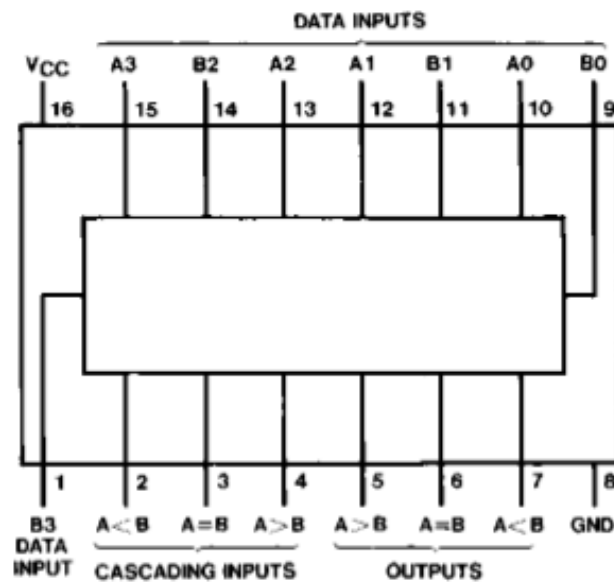 DATA INPUTS
VCC A3 B2 A2 A1 B1 A0 B0
16 15 14 13 12 11 10 9
1 2 3 4 5 6 7 8
B3 A<B A=B A>B A>B A=B A<B GND
DATA
INPUT CASCADING INPUTS OUTPUTS